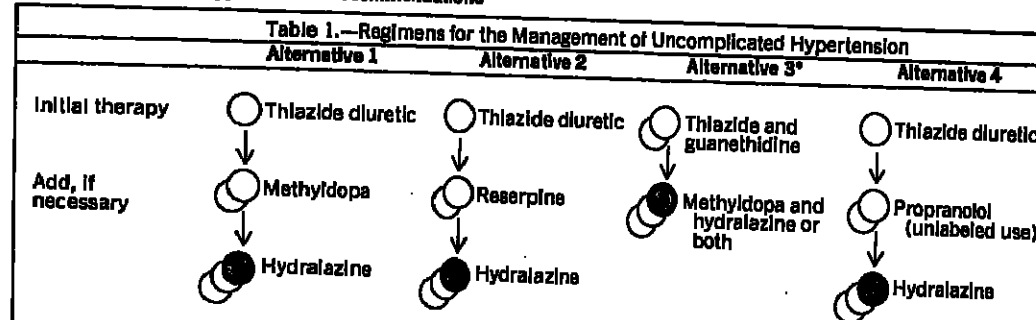 Table 1.—Regimens for the Management of Uncomplicated Hypertension
Alternative 1 Alternative 2 Alternative 3* Alternative 4
Initial therapy Thiazide diuretic Thiazide diuretic Thiazide and guanethidine Thiazide diuretic
Add, if necessary Methyldopa Reserpine Methyldopa and hydralazine or both Propranolol (unlabeled use)
Hydralazine Hydralazine Hydralazine